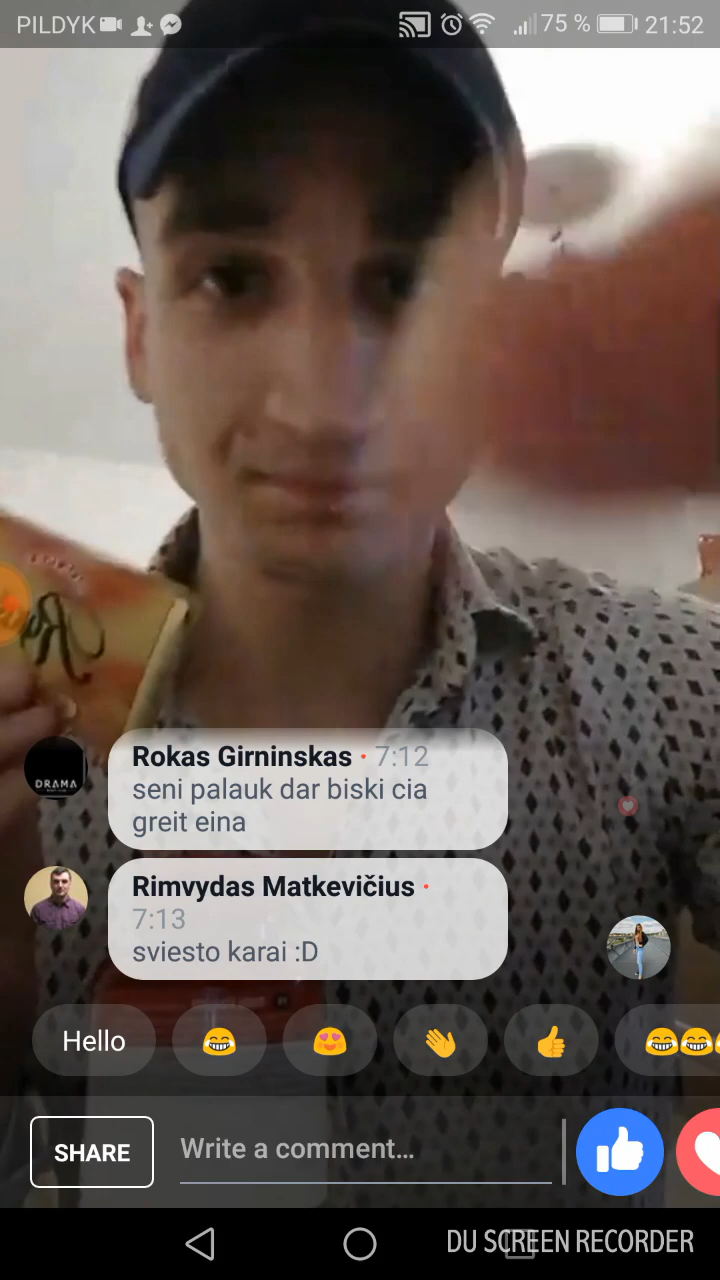 PILDYK 75 % 21:52
DRAMA
Rokas Girninskas • 7:12
seni palauk dar biski cia
greit eina
Rimvydas Matkevičius •
7:13
sviesto karai :D
Hello
SHARE Write a comment...
DU SCREEN RECORDER